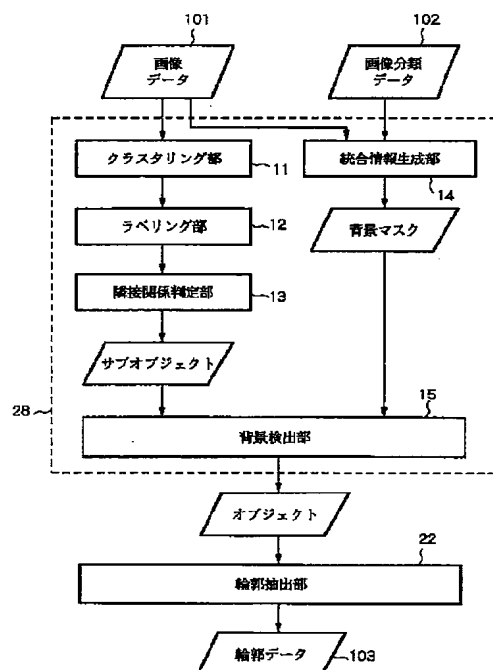 101
102
画像
データ
画像分類
データ
クラスタリング部
11
統合情報生成部
14
ラベリング部
12
背景マスク
隣接関係判定部
13
サブオブジェクト
28
15
背景検出部
オブジェクト
22
輪郭抽出部
輪郭データ
103